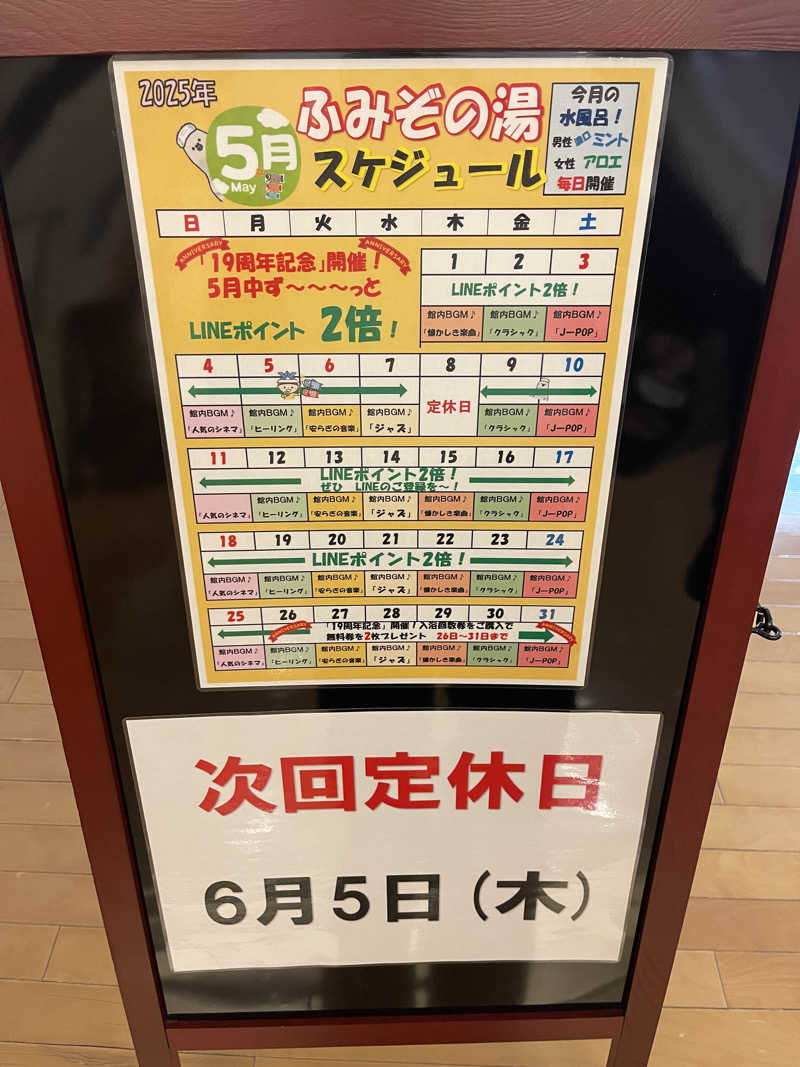 2025年
5月
May
ふみぞの湯
スケジュール
今月の
水風呂！
男性 ミント
女性 アロエ
毎日開催
日 月 火 水 木 金 土
ANNIVERSARY ANNIVERSARY
「19周年記念」開催！
5月中ず～～～っと
LINEポイント 2倍！
1 2 3
LINEポイント2倍！
館内BGM♪ 館内BGM♪ 館内BGM♪
「懐かしき楽曲」 「クラシック」 「J－POP」
4 5 6 7 8 9 10
定休日
館内BGM♪ 館内BGM♪ 館内BGM♪ 館内BGM♪ 館内BGM♪ 館内BGM♪
「人気のシネマ」 「ヒーリング」 「安らぎの音楽」 「ジャズ」 「クラシック」 「J－POP」
11 12 13 14 15 16 17
LINEポイント2倍！
ぜひ LINEのご登録を～！
館内BGM♪ 館内BGM♪ 館内BGM♪ 館内BGM♪ 館内BGM♪ 館内BGM♪
「人気のシネマ」 「ヒーリング」 「安らぎの音楽」 「ジャズ」 「懐かしき楽曲」 「クラシック」 「J－POP」
18 19 20 21 22 23 24
LINEポイント2倍！
館内BGM♪ 館内BGM♪ 館内BGM♪ 館内BGM♪ 館内BGM♪ 館内BGM♪ 館内BGM♪
「人気のシネマ」 「ヒーリング」 「安らぎの音楽」 「ジャズ」 「懐かしき楽曲」 「クラシック」 「J－POP」
25 26 27 28 29 30 31
ANNIVERSARY ANNIVERSARY
「19周年記念」開催！入浴回数券をご購入で
無料券を2枚プレゼント 26日～31日まで
館内BGM♪ 館内BGM♪ 館内BGM♪ 館内BGM♪ 館内BGM♪ 館内BGM♪ 館内BGM♪
「人気のシネマ」 「ヒーリング」 「安らぎの音楽」 「ジャズ」 「懐かしき楽曲」 「クラシック」 「J－POP」
次回定休日
6月5日（木）